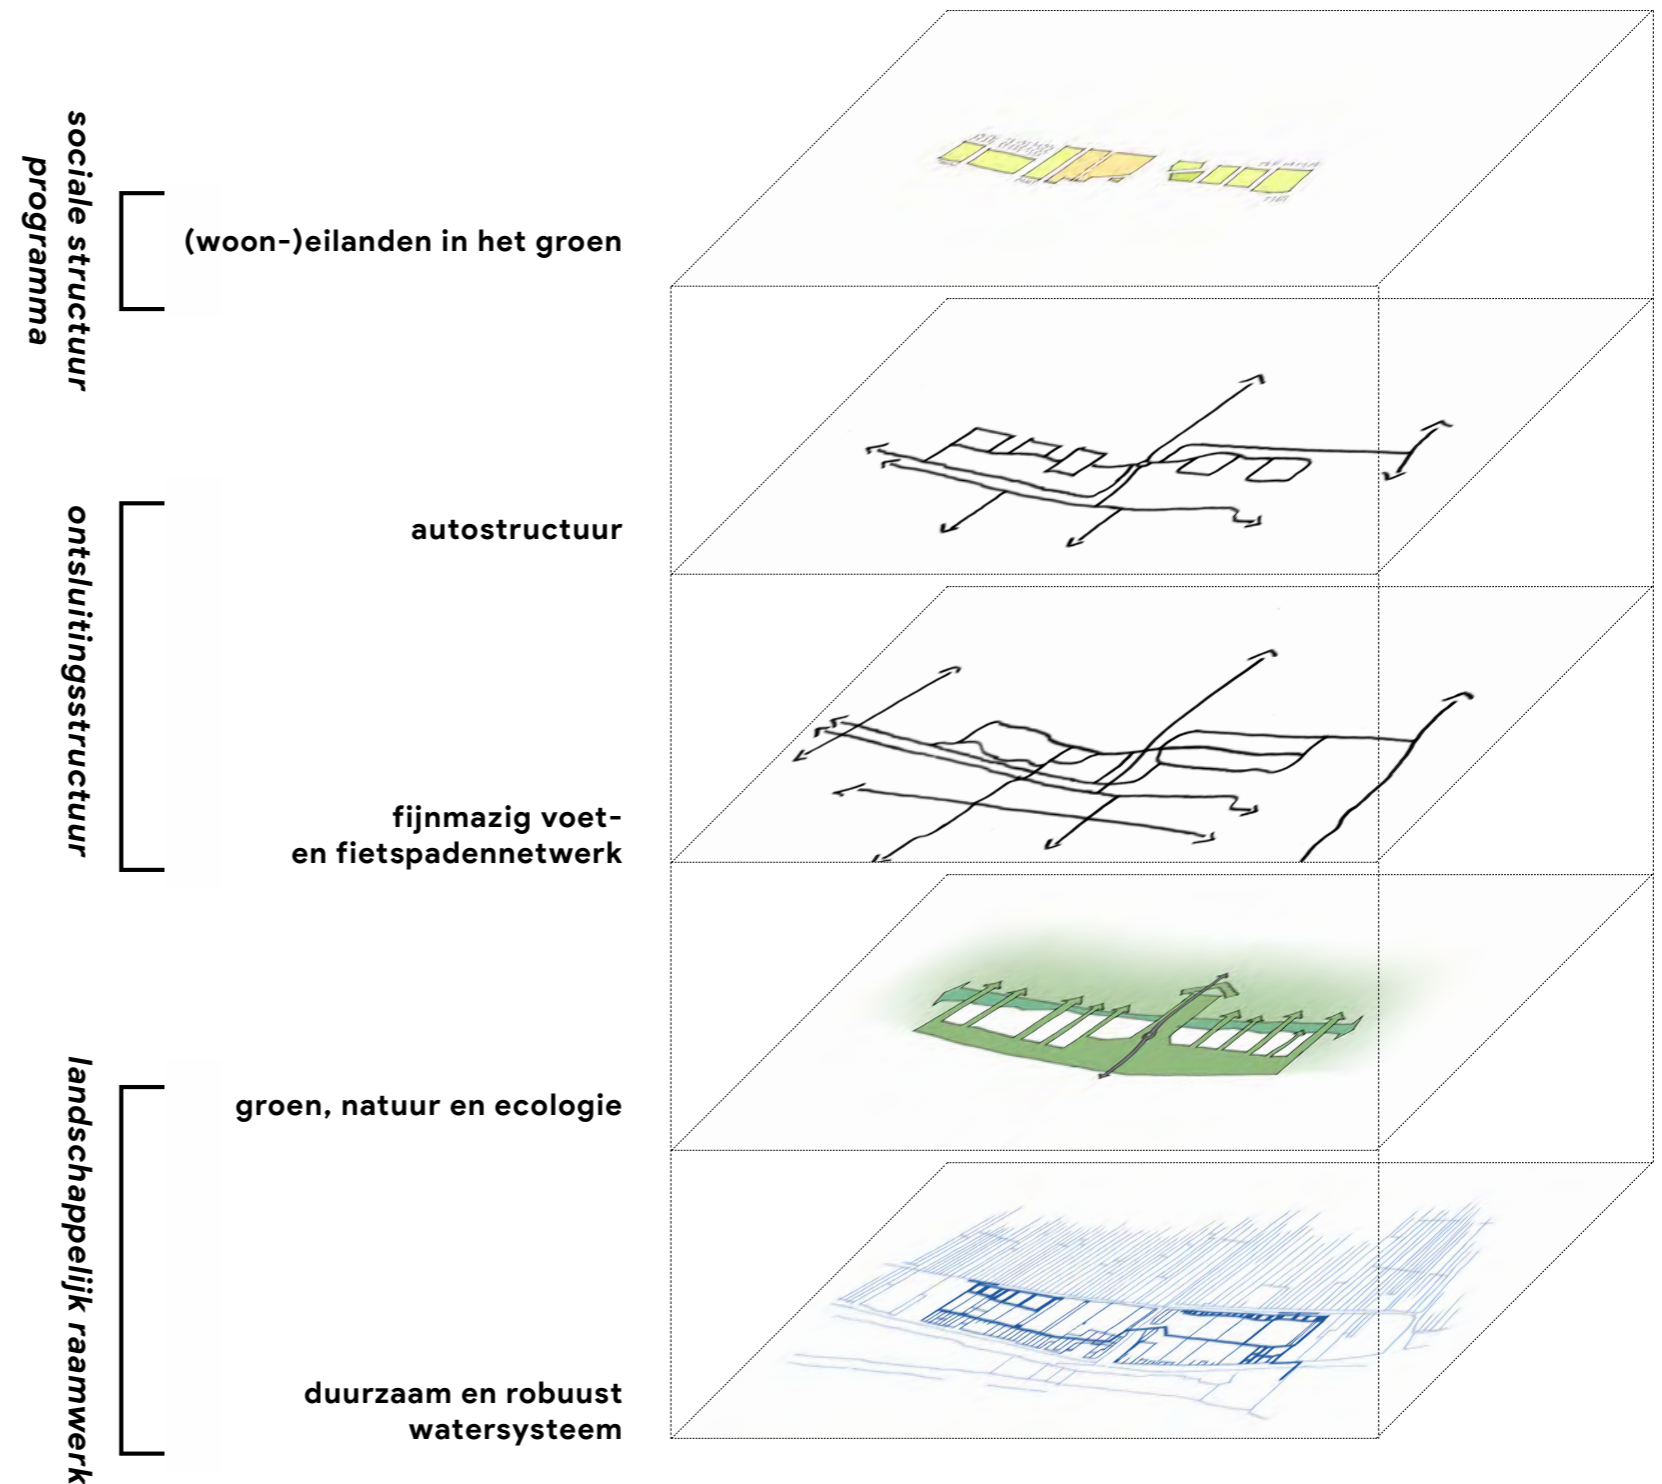 sociale structuur
programma
(woon-)eilanden in het groen
autostructuur
ontsluitingsstructuur
fijnmazig voet-
en fietspadennetwerk
groen, natuur en ecologie
landschappelijk raamwerk
duurzaam en robuust
watersysteem